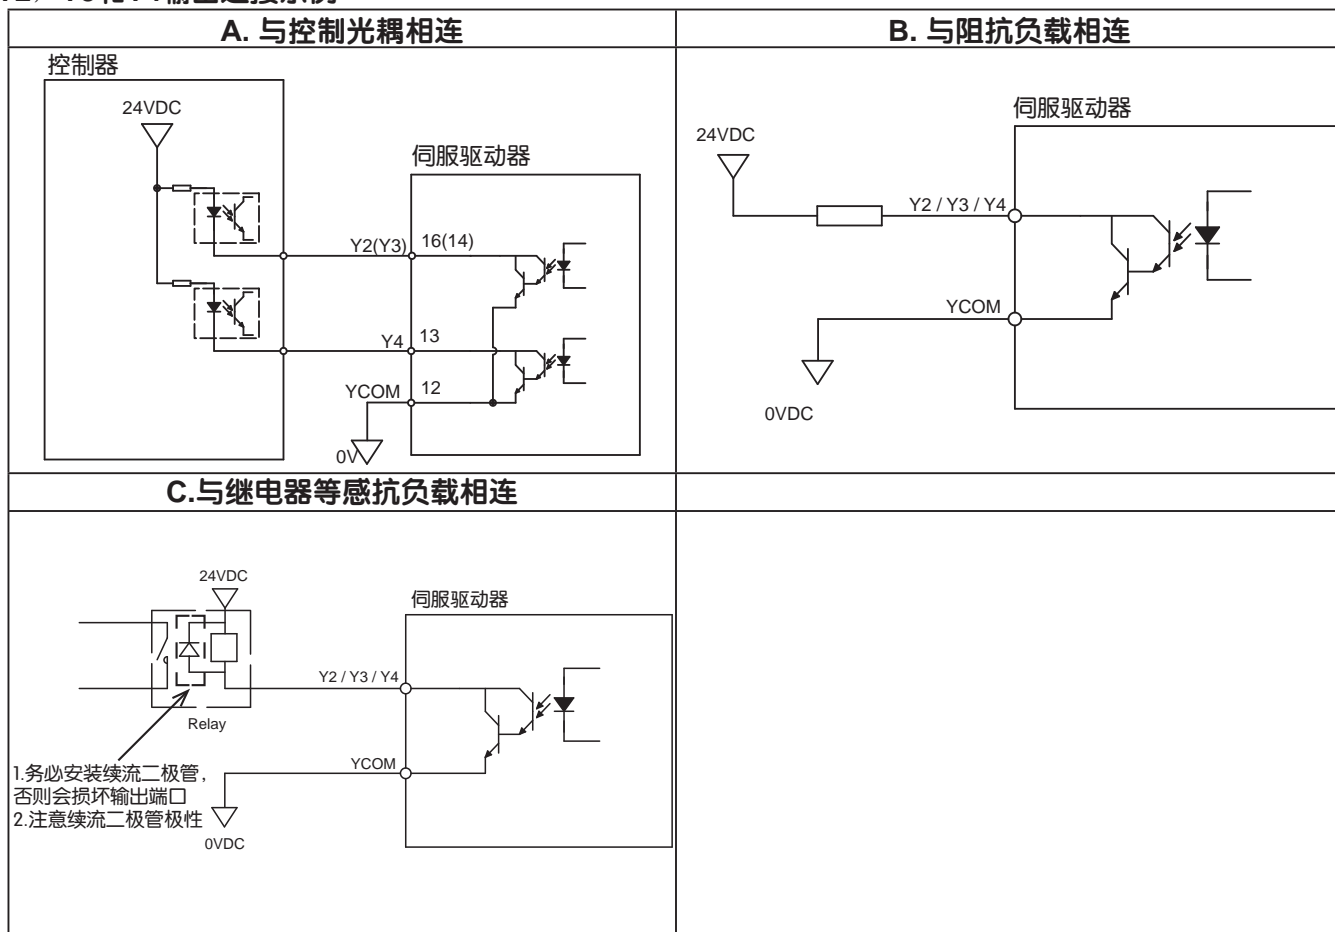 A. 与控制光耦相连
B. 与阻抗负载相连
控制器
24VDC
伺服驱动器
Y2(Y3)
16(14)
Y4
13
YCOM
12
0V
伺服驱动器
24VDC
Y2 / Y3 / Y4
YCOM
0VDC
C.与继电器等感抗负载相连
24VDC
伺服驱动器
Y2 / Y3 / Y4
Relay
YCOM
1.务必安装续流二极管，
否则会损坏输出端口
2.注意续流二极管极性
0VDC